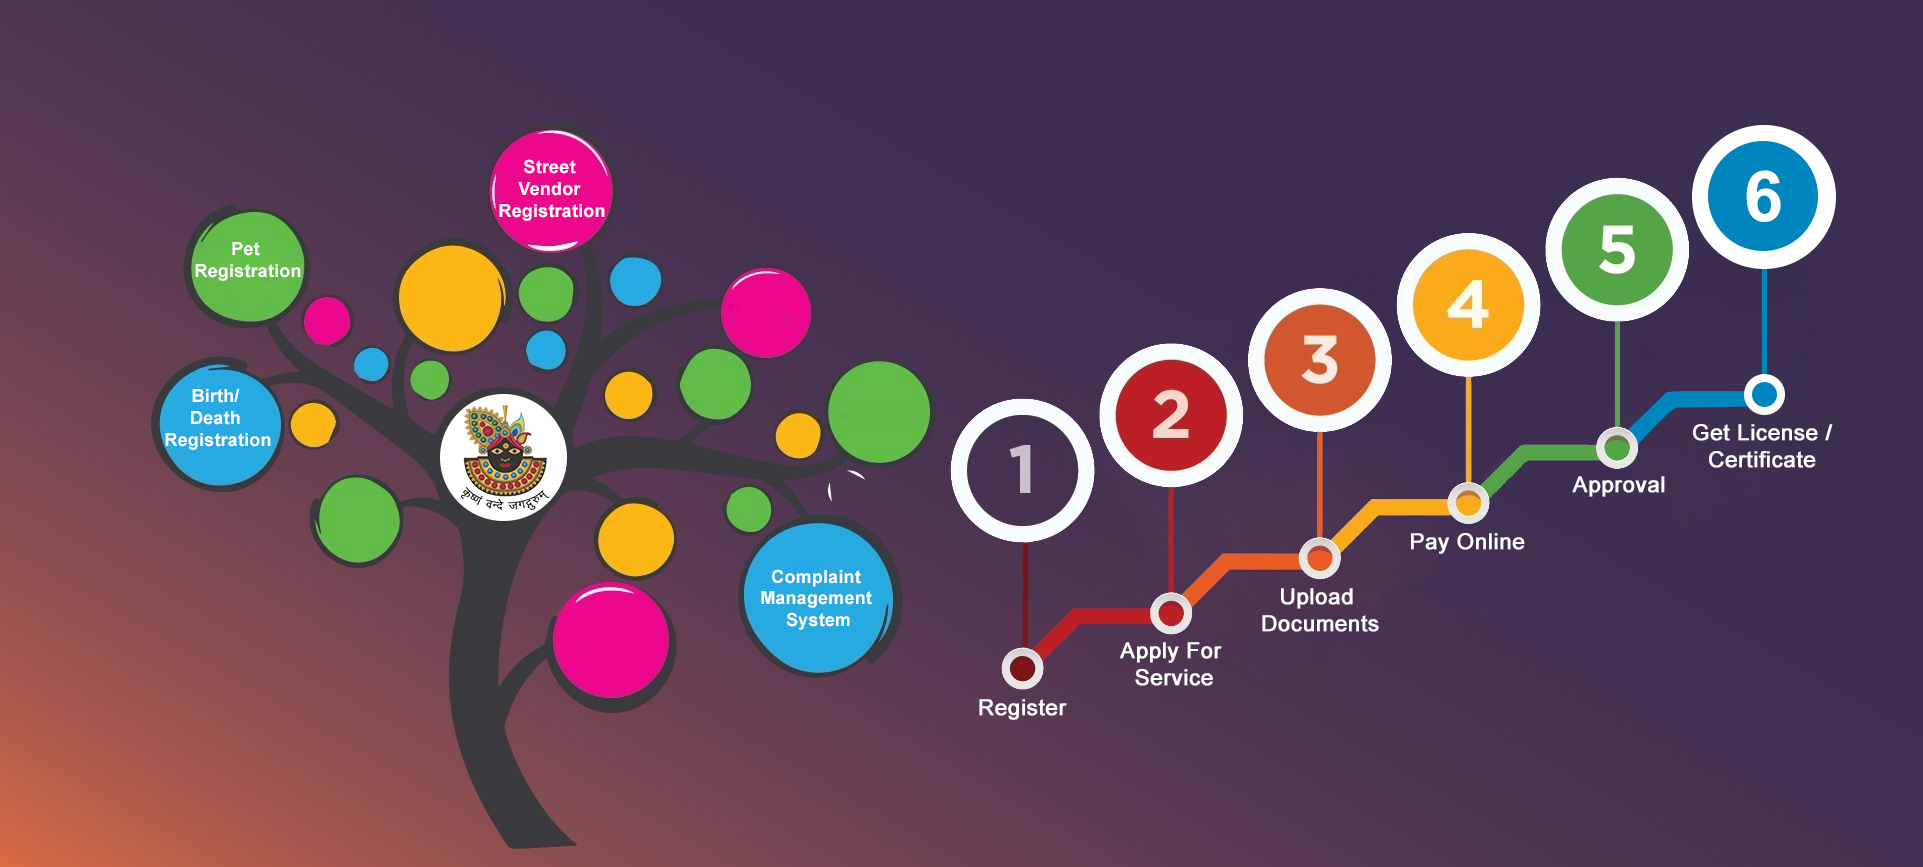 Street
Vendor
Registration
Pet
Registration
Birth/
Death
Registration
कृष्णं वन्दे जगद्गुरुम्
Complaint
Management
System
1
Register
2
Apply For
Service
3
Upload
Documents
4
Pay Online
5
Approval
6
Get License /
Certificate